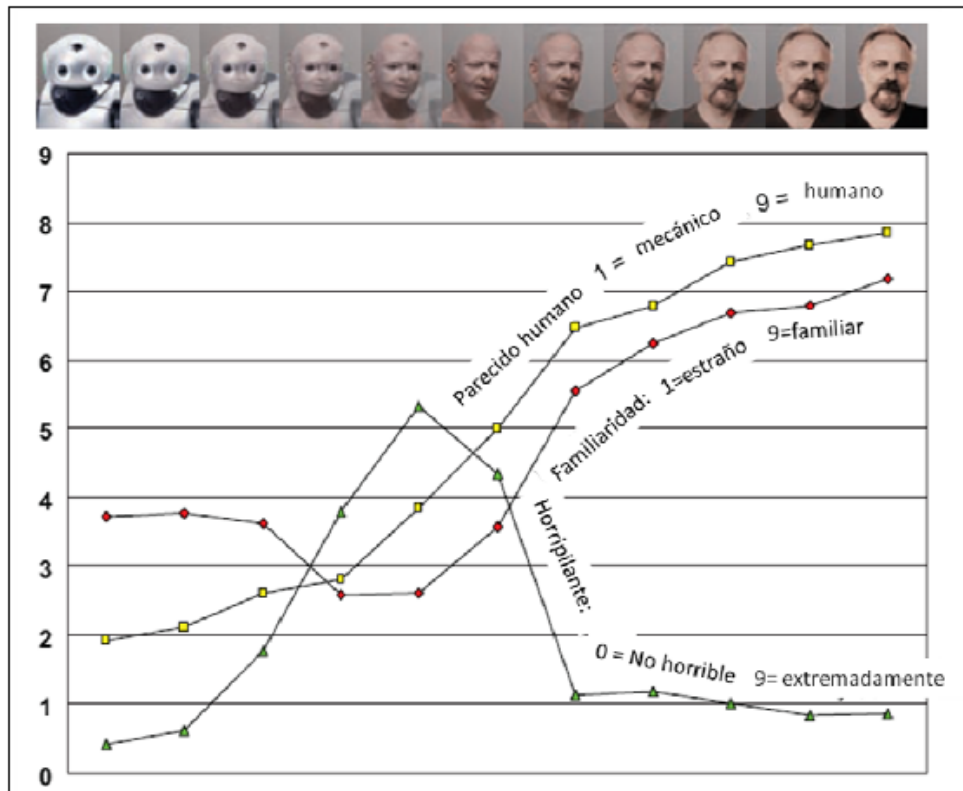 9
8
7
6
5
4
3
2
1
0
Parecido humano 1 = mecánico 9 = humano
Familiaridad: 1=estraño 9=familiar
Horripilante:
0 = No horrible 9= extremadamente